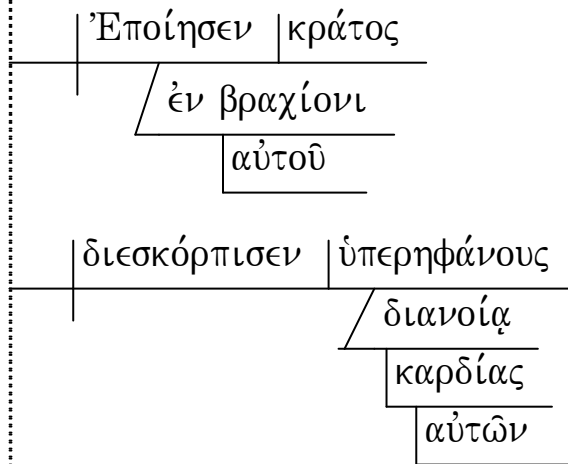 Ἐποίησεν κράτος
ἐν βραχίονι
αὐτοῦ
διεσκόρπισεν ὑπερηφάνους
διανοίᾳ
καρδίας
αὐτῶν